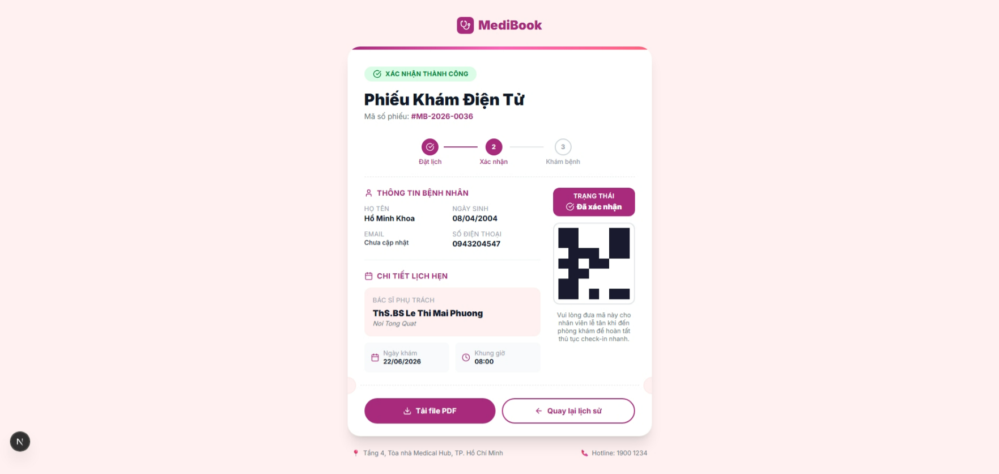 MediBook
XÁC NHẬN THÀNH CÔNG
Phiếu Khám Điện Tử
Mã số phiếu: #MB-2026-0036
2
3
Đặt lịch
Xác nhận
Khám bệnh
THÔNG TIN BỆNH NHÂN
HỌ TÊN
NGÀY SINH
Hồ Minh Khoa
08/04/2004
EMAIL
SỐ ĐIỆN THOẠI
Chưa cập nhật
0943204547
TRẠNG THÁI
Đã xác nhận
Vui lòng đưa mã này cho
nhân viên lễ tân khi đến
phòng khám để hoàn tất
thủ tục check-in nhanh.
CHI TIẾT LỊCH HẸN
BÁC SĨ PHỤ TRÁCH
ThS.BS Le Thi Mai Phuong
Noi Tong Quat
Ngày khám
22/06/2026
Khung giờ
08:00
Tải file PDF
Quay lại lịch sử
N
Tầng 4, Tòa nhà Medical Hub, TP. Hồ Chí Minh
Hotline: 1900 1234